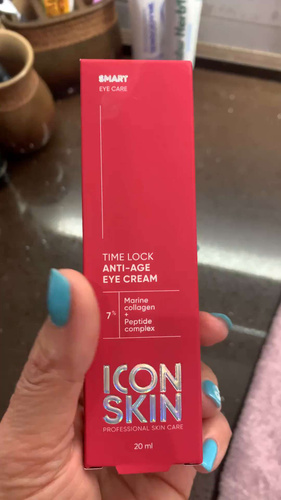 SMART
EYE CARE
TIME LOCK
ANTI-AGE
EYE CREAM
7%
Marine
collagen
+
Peptide
complex
ICON
SKIN
PROFESSIONAL SKIN CARE
20 ml